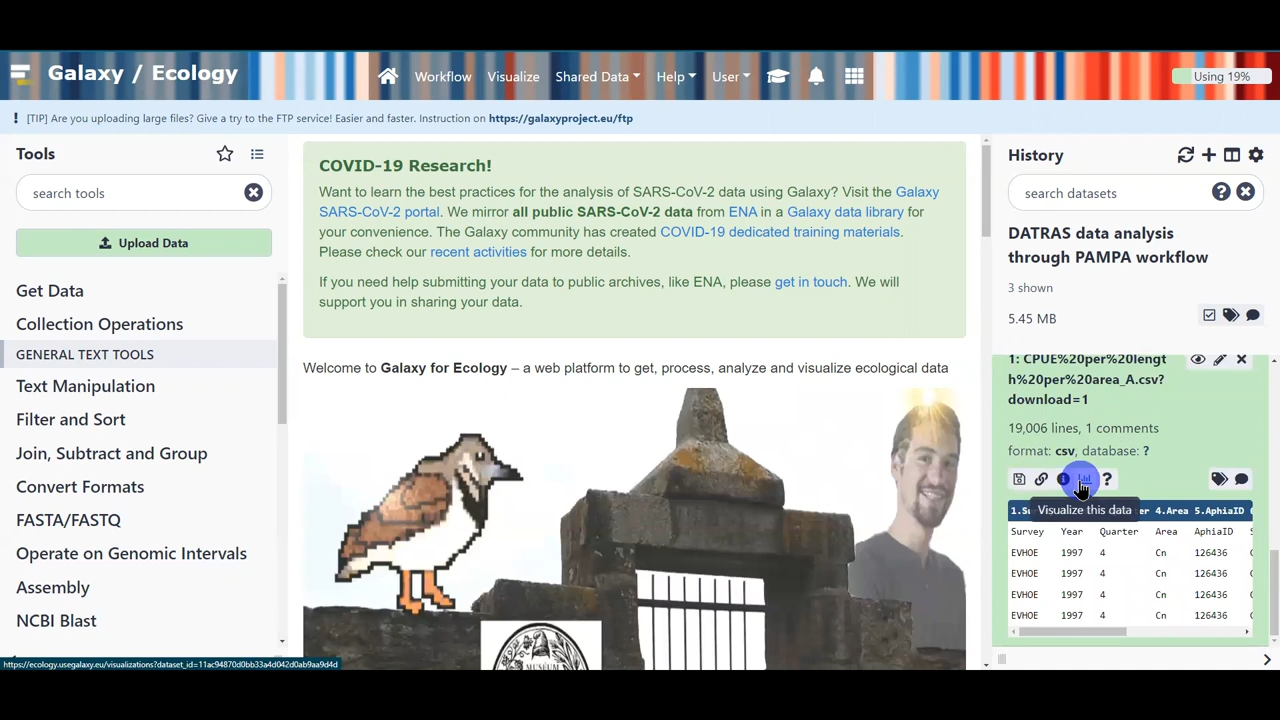 Galaxy / Ecology
Workflow
Visualize
Shared Data
Help
User
Using 19%
! [TIP] Are you uploading large files? Give a try to the FTP service! Easier and faster. Instruction on https://galaxyproject.eu/ftp
Tools
search tools
Upload Data
Get Data
Collection Operations
GENERAL TEXT TOOLS
Text Manipulation
Filter and Sort
Join, Subtract and Group
Convert Formats
FASTA/FASTQ
Operate on Genomic Intervals
Assembly
NCBI Blast
COVID-19 Research!
Want to learn the best practices for the analysis of SARS-CoV-2 data using Galaxy? Visit the Galaxy
SARS-CoV-2 portal. We mirror all public SARS-CoV-2 data from ENA in a Galaxy data library for
your convenience. The Galaxy community has created COVID-19 dedicated training materials.
Please check our recent activities for more details.
If you need help submitting your data to public archives, like ENA, please get in touch. We will
support you in sharing your data.
Welcome to Galaxy for Ecology – a web platform to get, process, analyze and visualize ecological data
History
search datasets
DATRAS data analysis
through PAMPA workflow
3 shown
5.45 MB
1: CPUE%20per%20lengt
h%20per%20area_A.csv?
download=1
19,006 lines, 1 comments
format: csv, database: ?
Visualize this data
4.Area 5.AphiaID
Survey Year Quarter Area AphiaID
EVHOE 1997 4 Cn 126436
EVHOE 1997 4 Cn 126436
EVHOE 1997 4 Cn 126436
EVHOE 1997 4 Cn 126436
https://ecology.usegalaxy.eu/visualizations?dataset_id=11ac94870d0bb33a4d042d0ab9aa9d4d